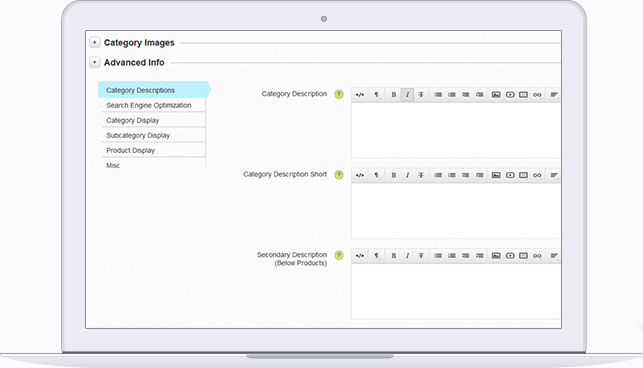 Category Images
Advanced Info
Category Descriptions
Search Engine Optimization
Category Display
Subcategory Display
Product Display
Misc
Category Description ?
B I T
Category Description Short ?
B I T
Secondary Description
(Below Products) ?
B I T